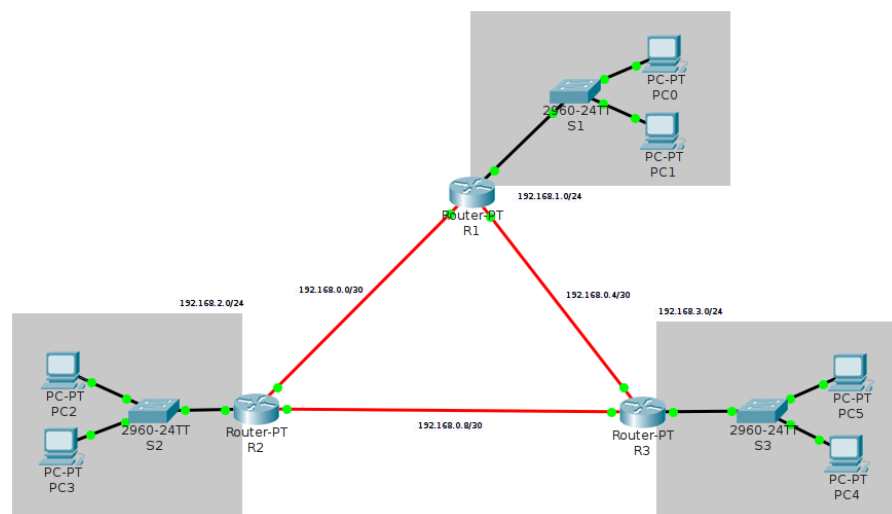 PC-PT
PC0
2960-24TT
S1
PC-PT
PC1
192.168.1.0/24
Router-PT
R1
192.168.0.0/30
192.168.0.4/30
192.168.2.0/24
192.168.3.0/24
PC-PT
PC2
2960-24TT
S2
PC-PT
PC3
Router-PT
R2
192.168.0.8/30
Router-PT
R3
PC-PT
PC5
2960-24TT
S3
PC-PT
PC4